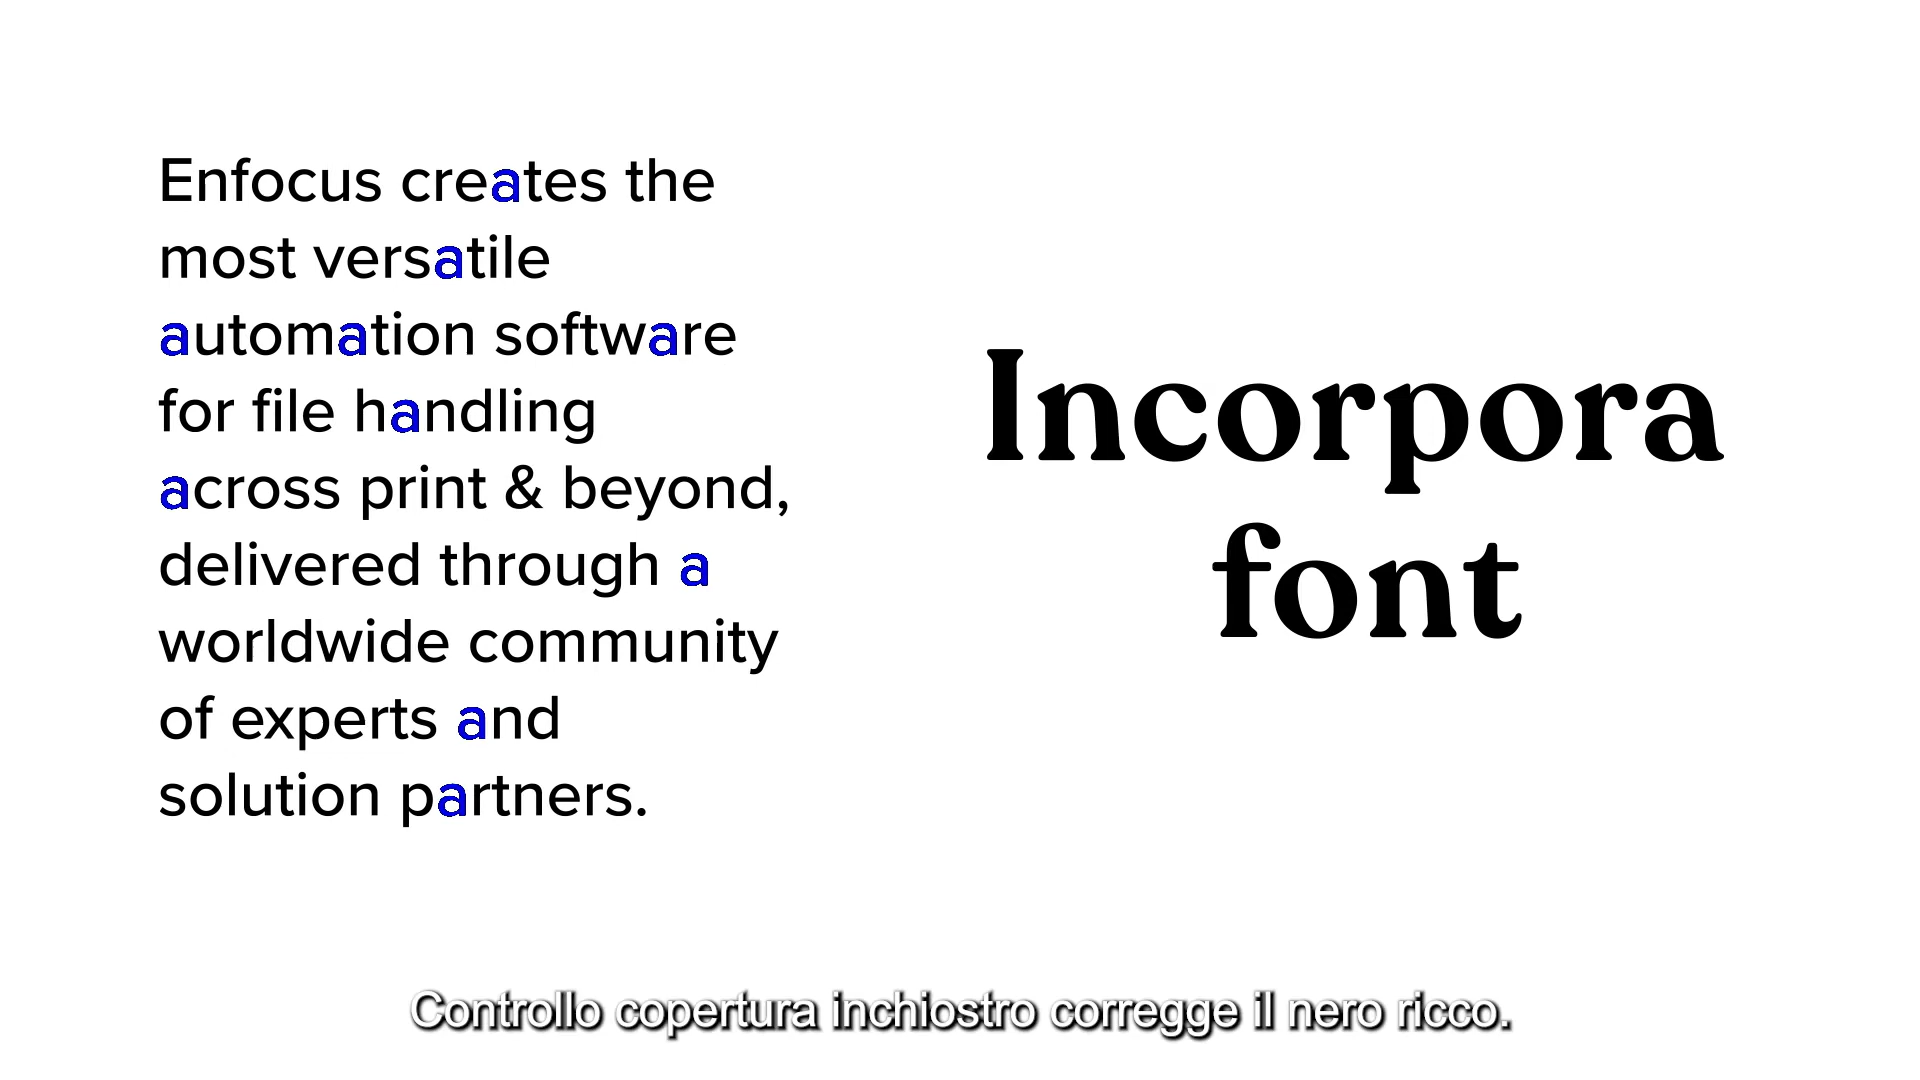 Enfocus creates the
most versatile
automation software
for file handling
across print & beyond,
delivered through a
worldwide community
of experts and
solution partners.
Incorpora
font
Controllo copertura inchiostro corregge il nero ricco.